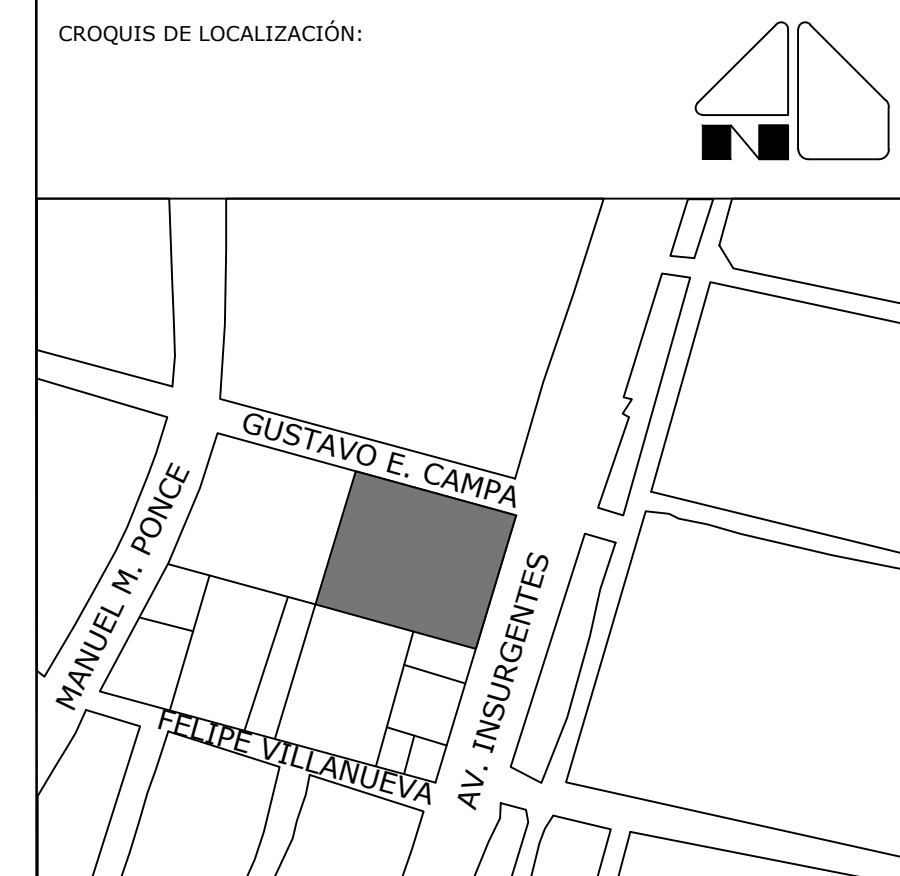 CROQUIS DE LOCALIZACIÓN:
N
GUSTAVO E. CAMPA
MANUEL M. PONCE
AV. INSURGENTES
FELIPE VILLANUEVA